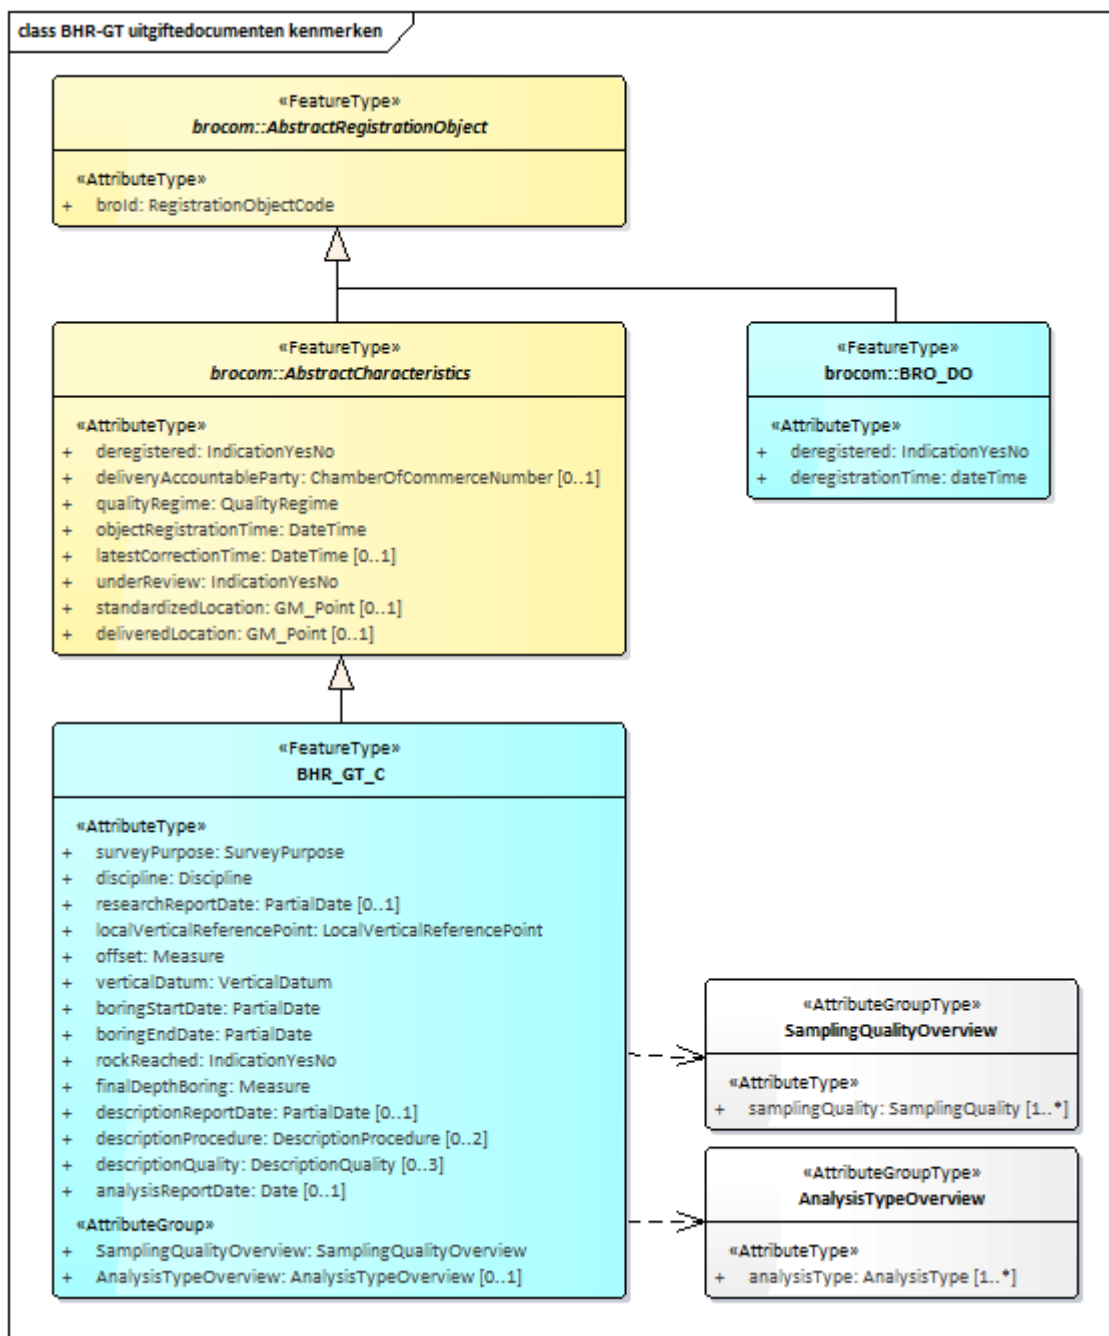 class BHR-GT uitgiftedocumenten kenmerken
«FeatureType»
brocom::AbstractRegistrationObject
«AttributeType»
+ broId: RegistrationObjectCode
«FeatureType»
brocom::AbstractCharacteristics
«AttributeType»
+ deregistered: IndicationYesNo
+ deliveryAccountableParty: ChamberOfCommerceNumber [0..1]
+ qualityRegime: QualityRegime
+ objectRegistrationTime: DateTime
+ latestCorrectionTime: DateTime [0..1]
+ underReview: IndicationYesNo
+ standardizedLocation: GM_Point [0..1]
+ deliveredLocation: GM_Point [0..1]
«FeatureType»
brocom::BRO_DO
«AttributeType»
+ deregistered: IndicationYesNo
+ deregistrationTime: dateTime
«FeatureType»
BHR_GT_C
«AttributeType»
+ surveyPurpose: SurveyPurpose
+ discipline: Discipline
+ researchReportDate: PartialDate [0..1]
+ localVerticalReferencePoint: LocalVerticalReferencePoint
+ offset: Measure
+ verticalDatum: VerticalDatum
+ boringStartDate: PartialDate
+ boringEndDate: PartialDate
+ rockReached: IndicationYesNo
+ finalDepthBoring: Measure
+ descriptionReportDate: PartialDate [0..1]
+ descriptionProcedure: DescriptionProcedure [0..2]
+ descriptionQuality: DescriptionQuality [0..3]
+ analysisReportDate: Date [0..1]
«AttributeGroup»
+ SamplingQualityOverview: SamplingQualityOverview
+ AnalysisTypeOverview: AnalysisTypeOverview [0..1]
«AttributeGroupType»
SamplingQualityOverview
«AttributeType»
+ samplingQuality: SamplingQuality [1..*]
«AttributeGroupType»
AnalysisTypeOverview
«AttributeType»
+ analysisType: AnalysisType [1..*]